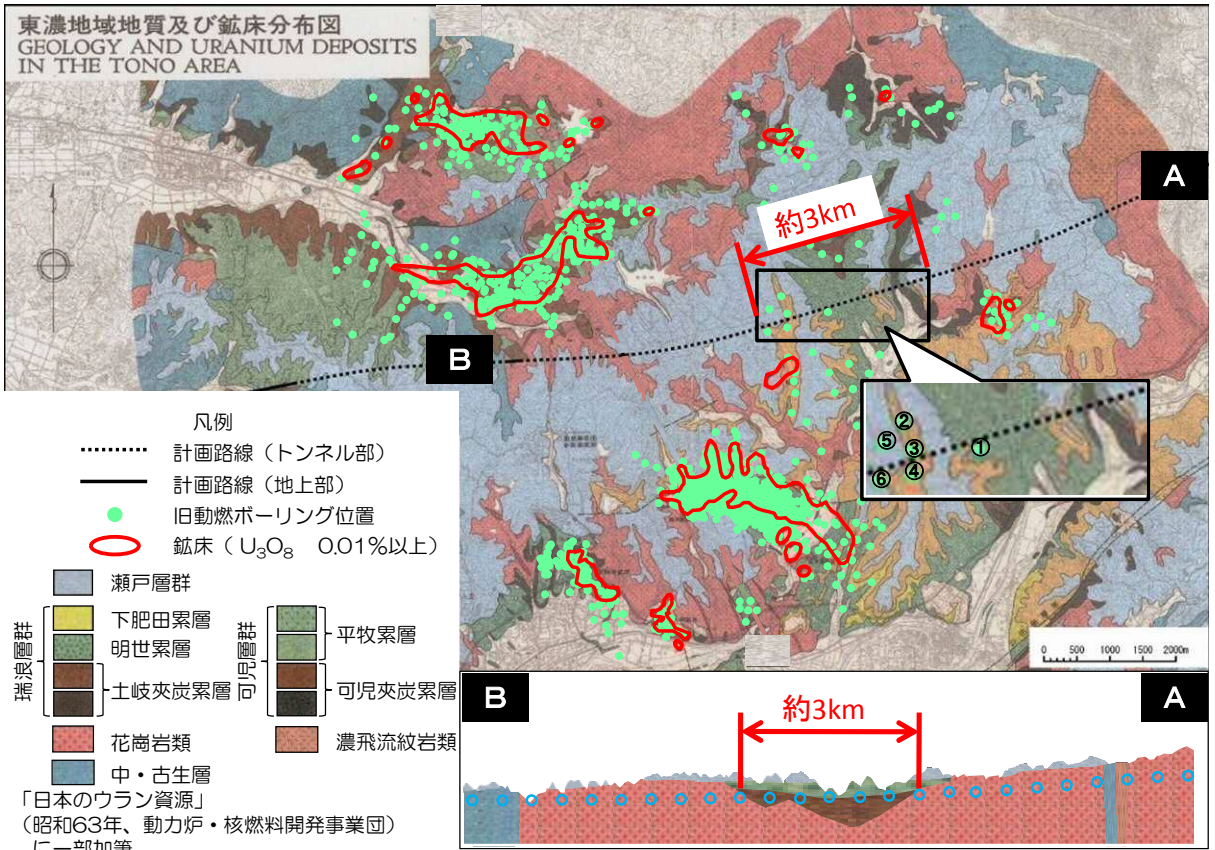 東濃地域地質及び鉱床分布図
GEOLOGY AND URANIUM DEPOSITS
IN THE TONO AREA
A
約3km
B
②
⑤
③
①
④
⑥
凡例
計画路線（トンネル部）
計画路線（地上部）
旧動燃ボーリング位置
鉱床（U₃O₈　0.01％以上）
瀬戸層群
瑞浪層群
下肥田累層
明世累層
土岐夾炭累層
可児層群
平牧累層
可児夾炭累層
花崗岩類
濃飛流紋岩類
中・古生層
「日本のウラン資源」
（昭和63年、動力炉・核燃料開発事業団）
に一部加筆
0 500 1000 1500 2000m
B
約3km
A